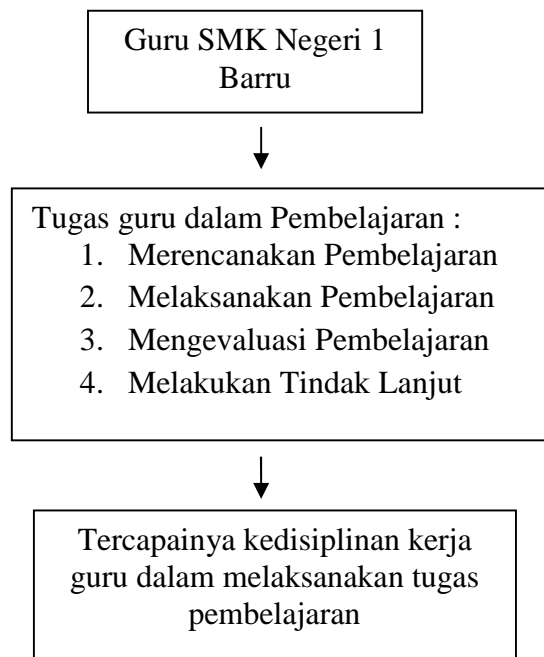 Guru SMK Negeri 1
Barru
Tugas guru dalam Pembelajaran :
1. Merencanakan Pembelajaran
2. Melaksanakan Pembelajaran
3. Mengevaluasi Pembelajaran
4. Melakukan Tindak Lanjut
Tercapainya kedisiplinan kerja
guru dalam melaksanakan tugas
pembelajaran